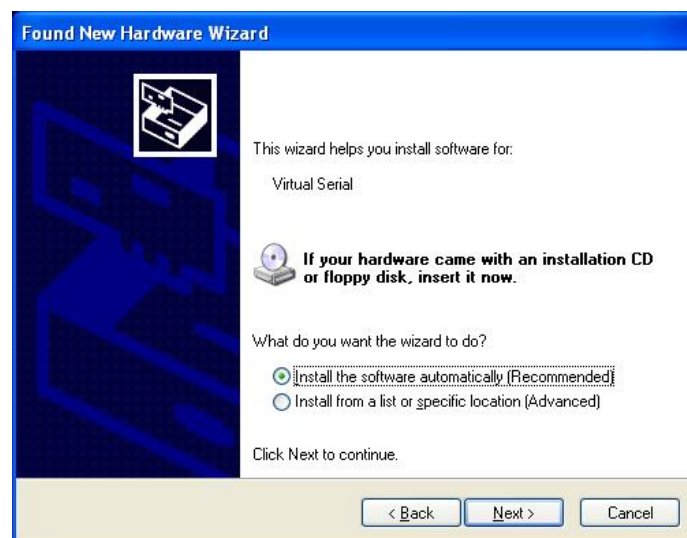 Found New Hardware Wizard
This wizard helps you install software for:
Virtual Serial
If your hardware came with an installation CD
or floppy disk, insert it now.
What do you want the wizard to do?
Install the software automatically (Recommended)
Install from a list or specific location (Advanced)
Click Next to continue.
< Back
Next >
Cancel